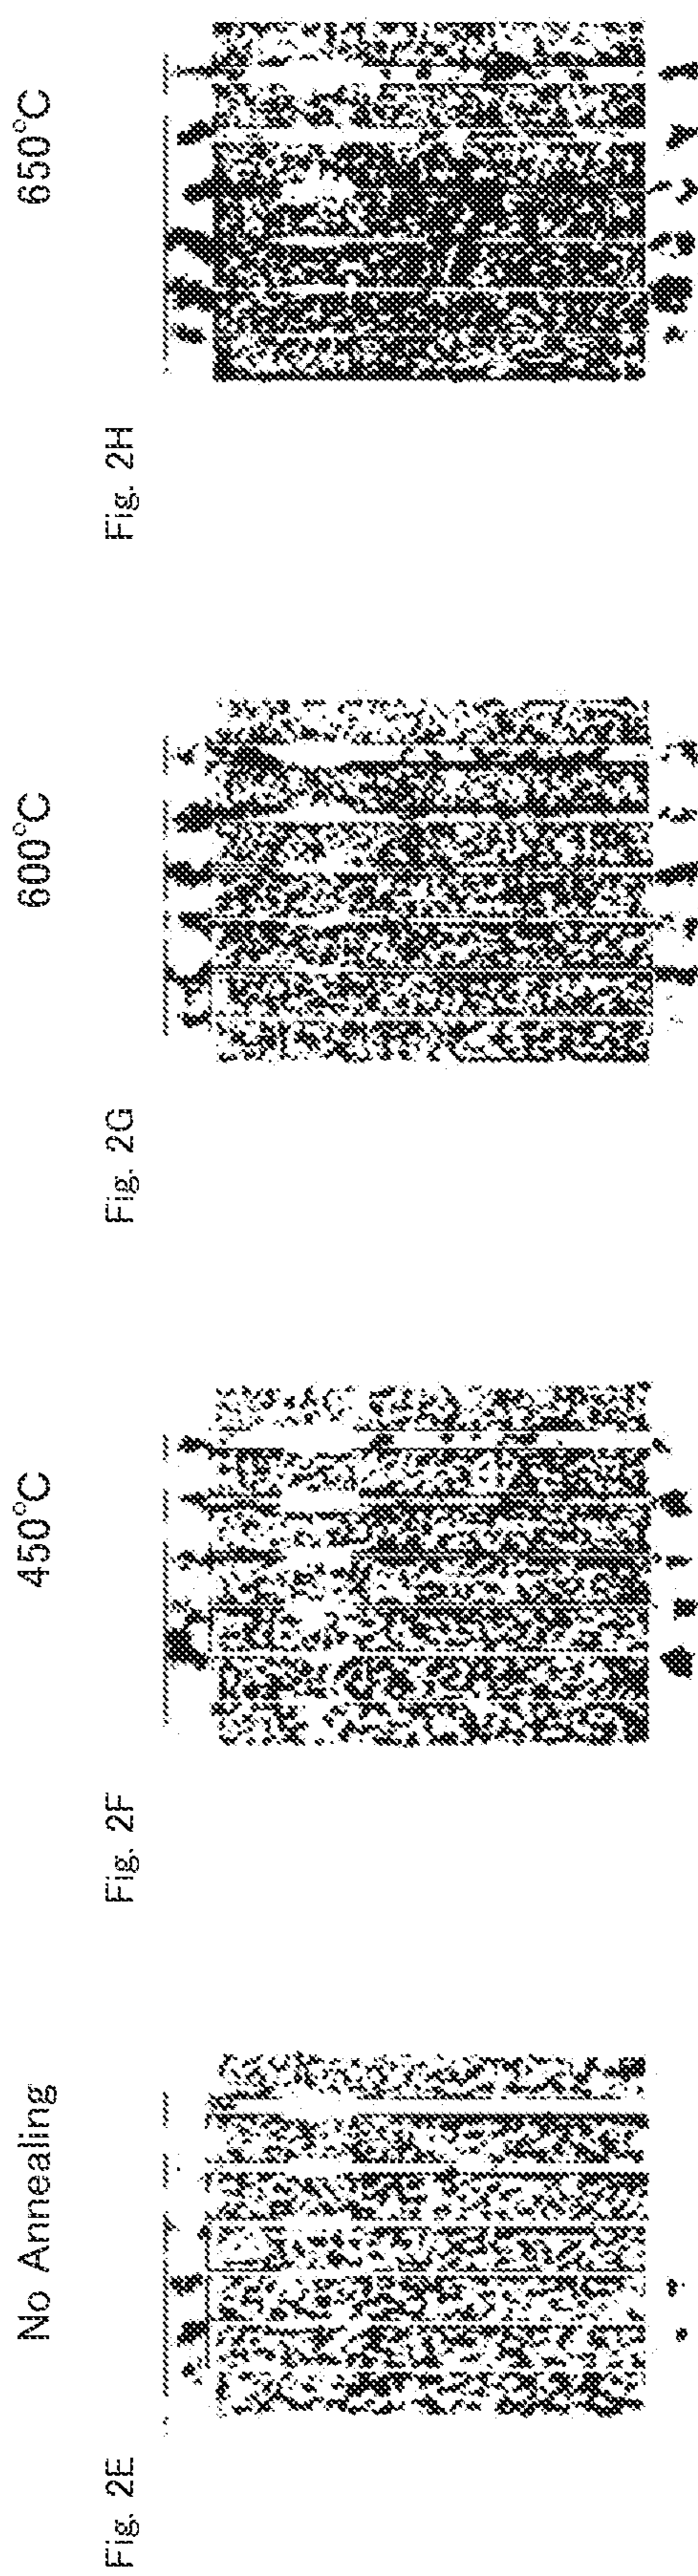 No Annealing
450°C
600°C
650°C
Fig. 2E
Fig. 2F
Fig. 2G
Fig. 2H